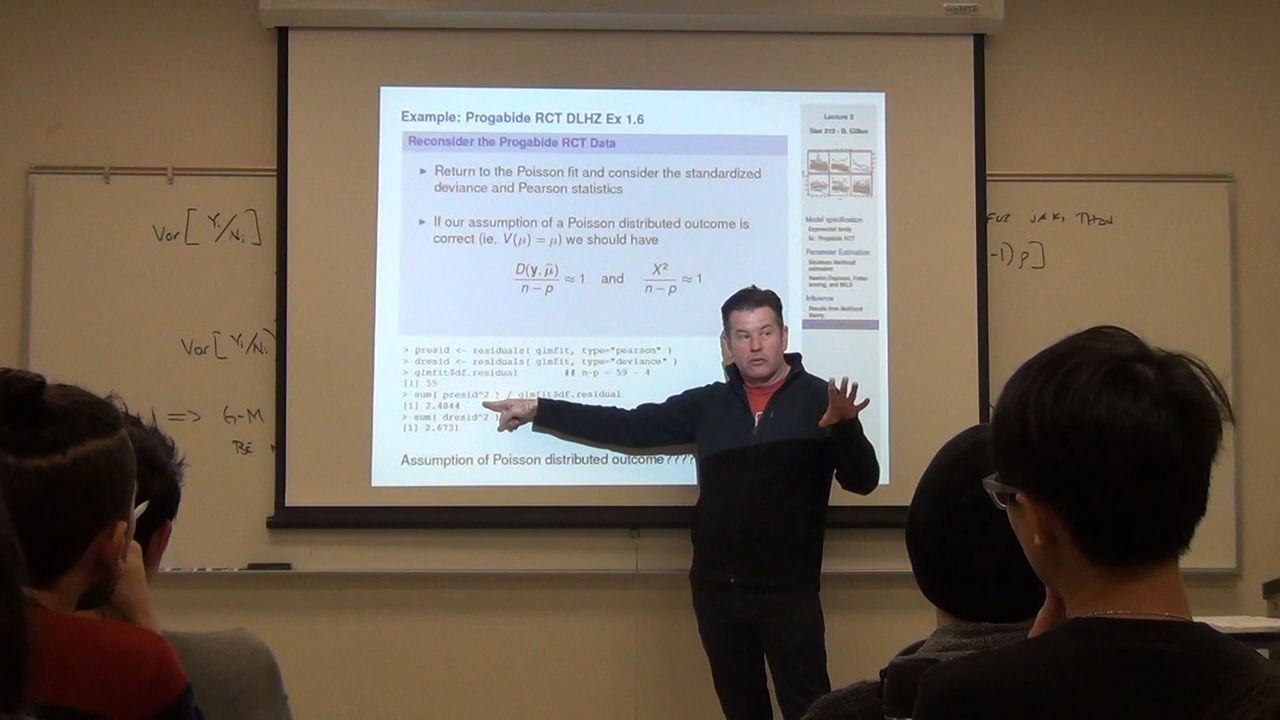 Example: Progabide RCT DLHZ Ex 1.6
Reconsider the Progabide RCT Data
► Return to the Poisson fit and consider the standardized
deviance and Pearson statistics
► If our assumption of a Poisson distributed outcome is
correct (ie. V(μ) = μ) we should have
D(y, μ̂) / n − p ≈ 1 and X² / n − p ≈ 1
> presid <- residuals( glmfit, type="pearson" )
> dresid <- residuals( glmfit, type="deviance" )
> glmfit$df.residual ## n-p = 59 - 4
[1] 55
> sum( presid^2 ) / glmfit$df.residual
[1] 2.4844
> sum( dresid^2
[1] 2.6731
Assumption of Poisson distributed outcome????
Lecture 3
Stat 212 - D. Gillen
Model specification
Exponential family
Ex: Progabide RCT
Parameter Estimation
Maximum likelihood
estimation
Newton-Raphson, Fisher
scoring, and IRLS
Inference
Results from likelihood
theory
Var[ Yi/Ni ]
Var[ Yi/Ni
=> G-M
BE
FOR j≠k, THEN
-1)ρ]